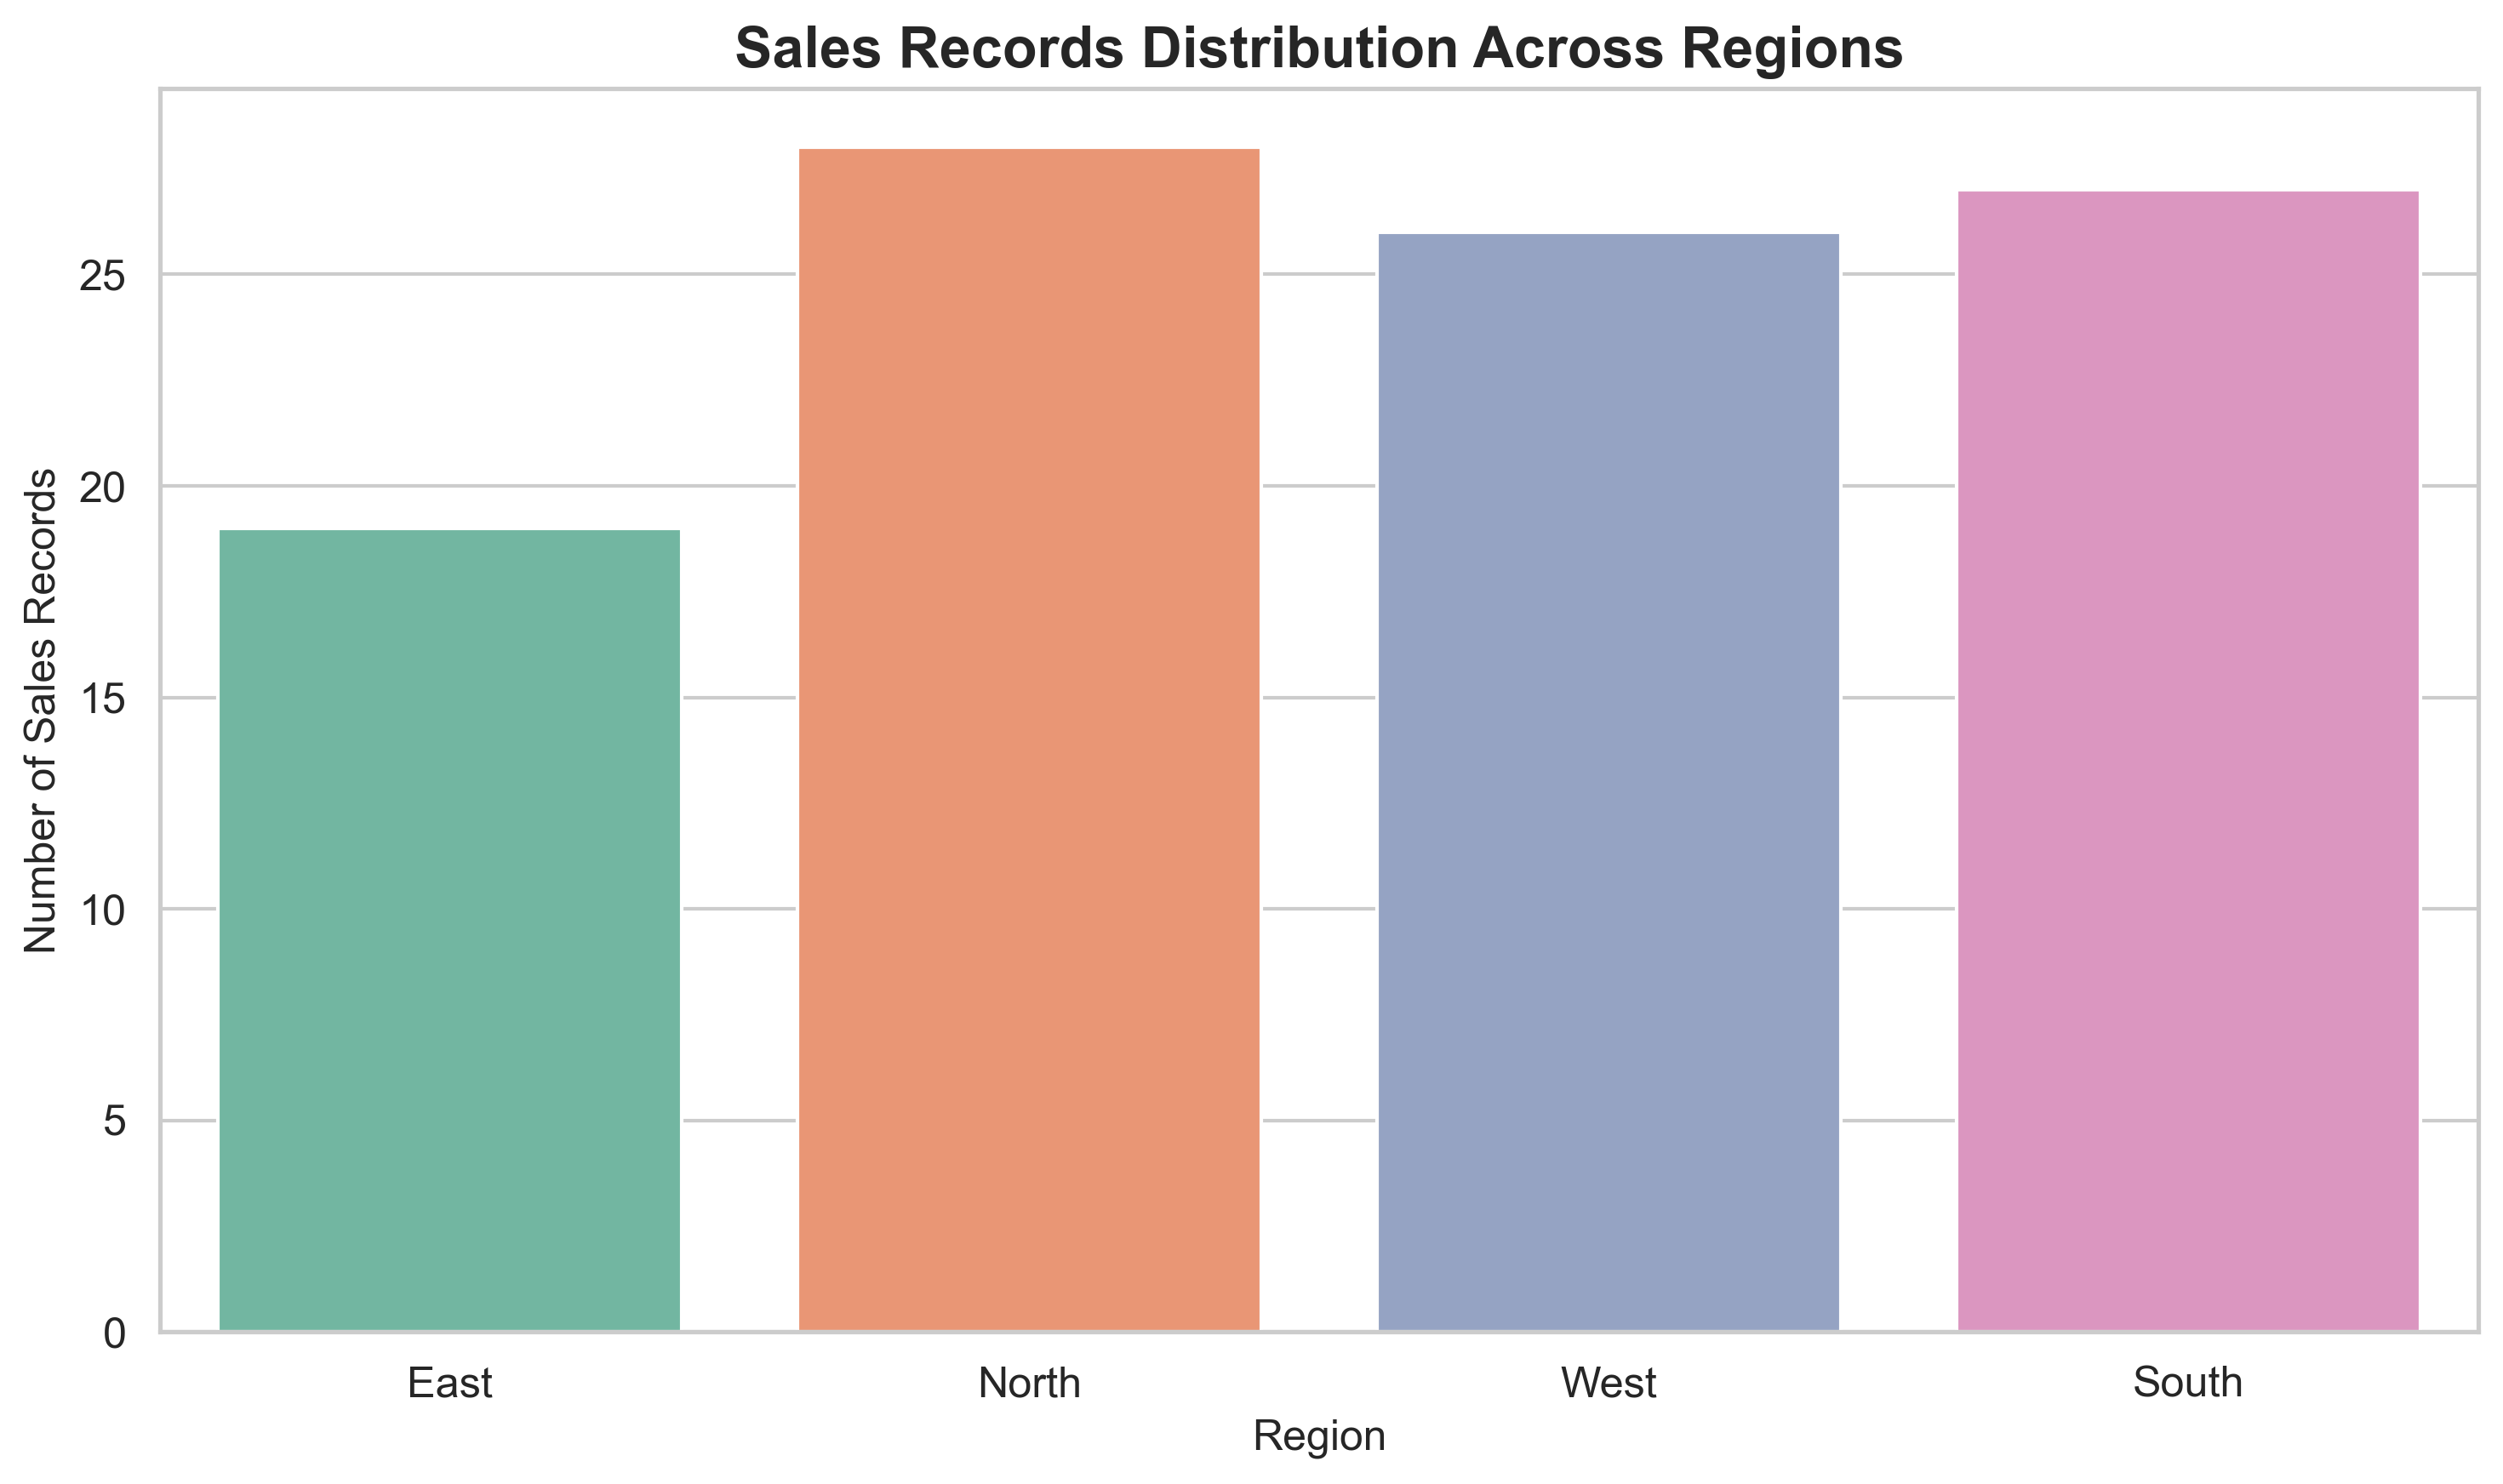 Sales Records Distribution Across Regions
Number of Sales Records
25
20
15
10
5
0
East
North
West
South
Region